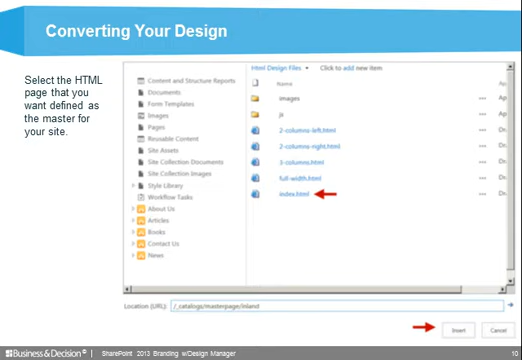 Converting Your Design
Select the HTML
page that you
want defined as
the master for
your site.
Content and Structure Reports
Documents
Form Templates
Images
Pages
Reusable Content
Site Assets
Site Collection Documents
Site Collection Images
Style Library
Workflow Tasks
About Us
Articles
Books
Contact Us
News
Html Design Files Click to add new item
Name
images
js
2-columns-left.html
2-columns-right.html
3-columns.html
full-width.html
index.html
Location (URL): /_catalogs/masterpage/inland
Insert Cancel
Business&Decision | SharePoint 2013 Branding w/Design Manager 10